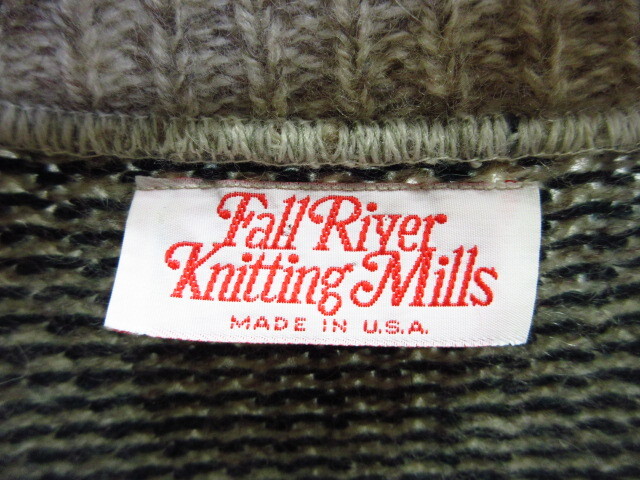 Fall River
Knitting Mills
MADE IN U.S.A.